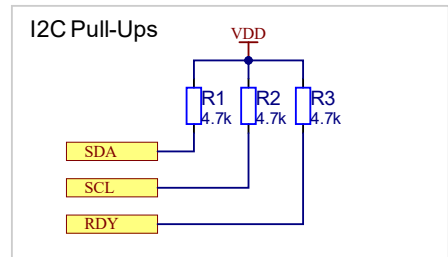 I2C Pull-Ups
VDD
R1 R2 R3
4.7k 4.7k 4.7k
SDA
SCL
RDY